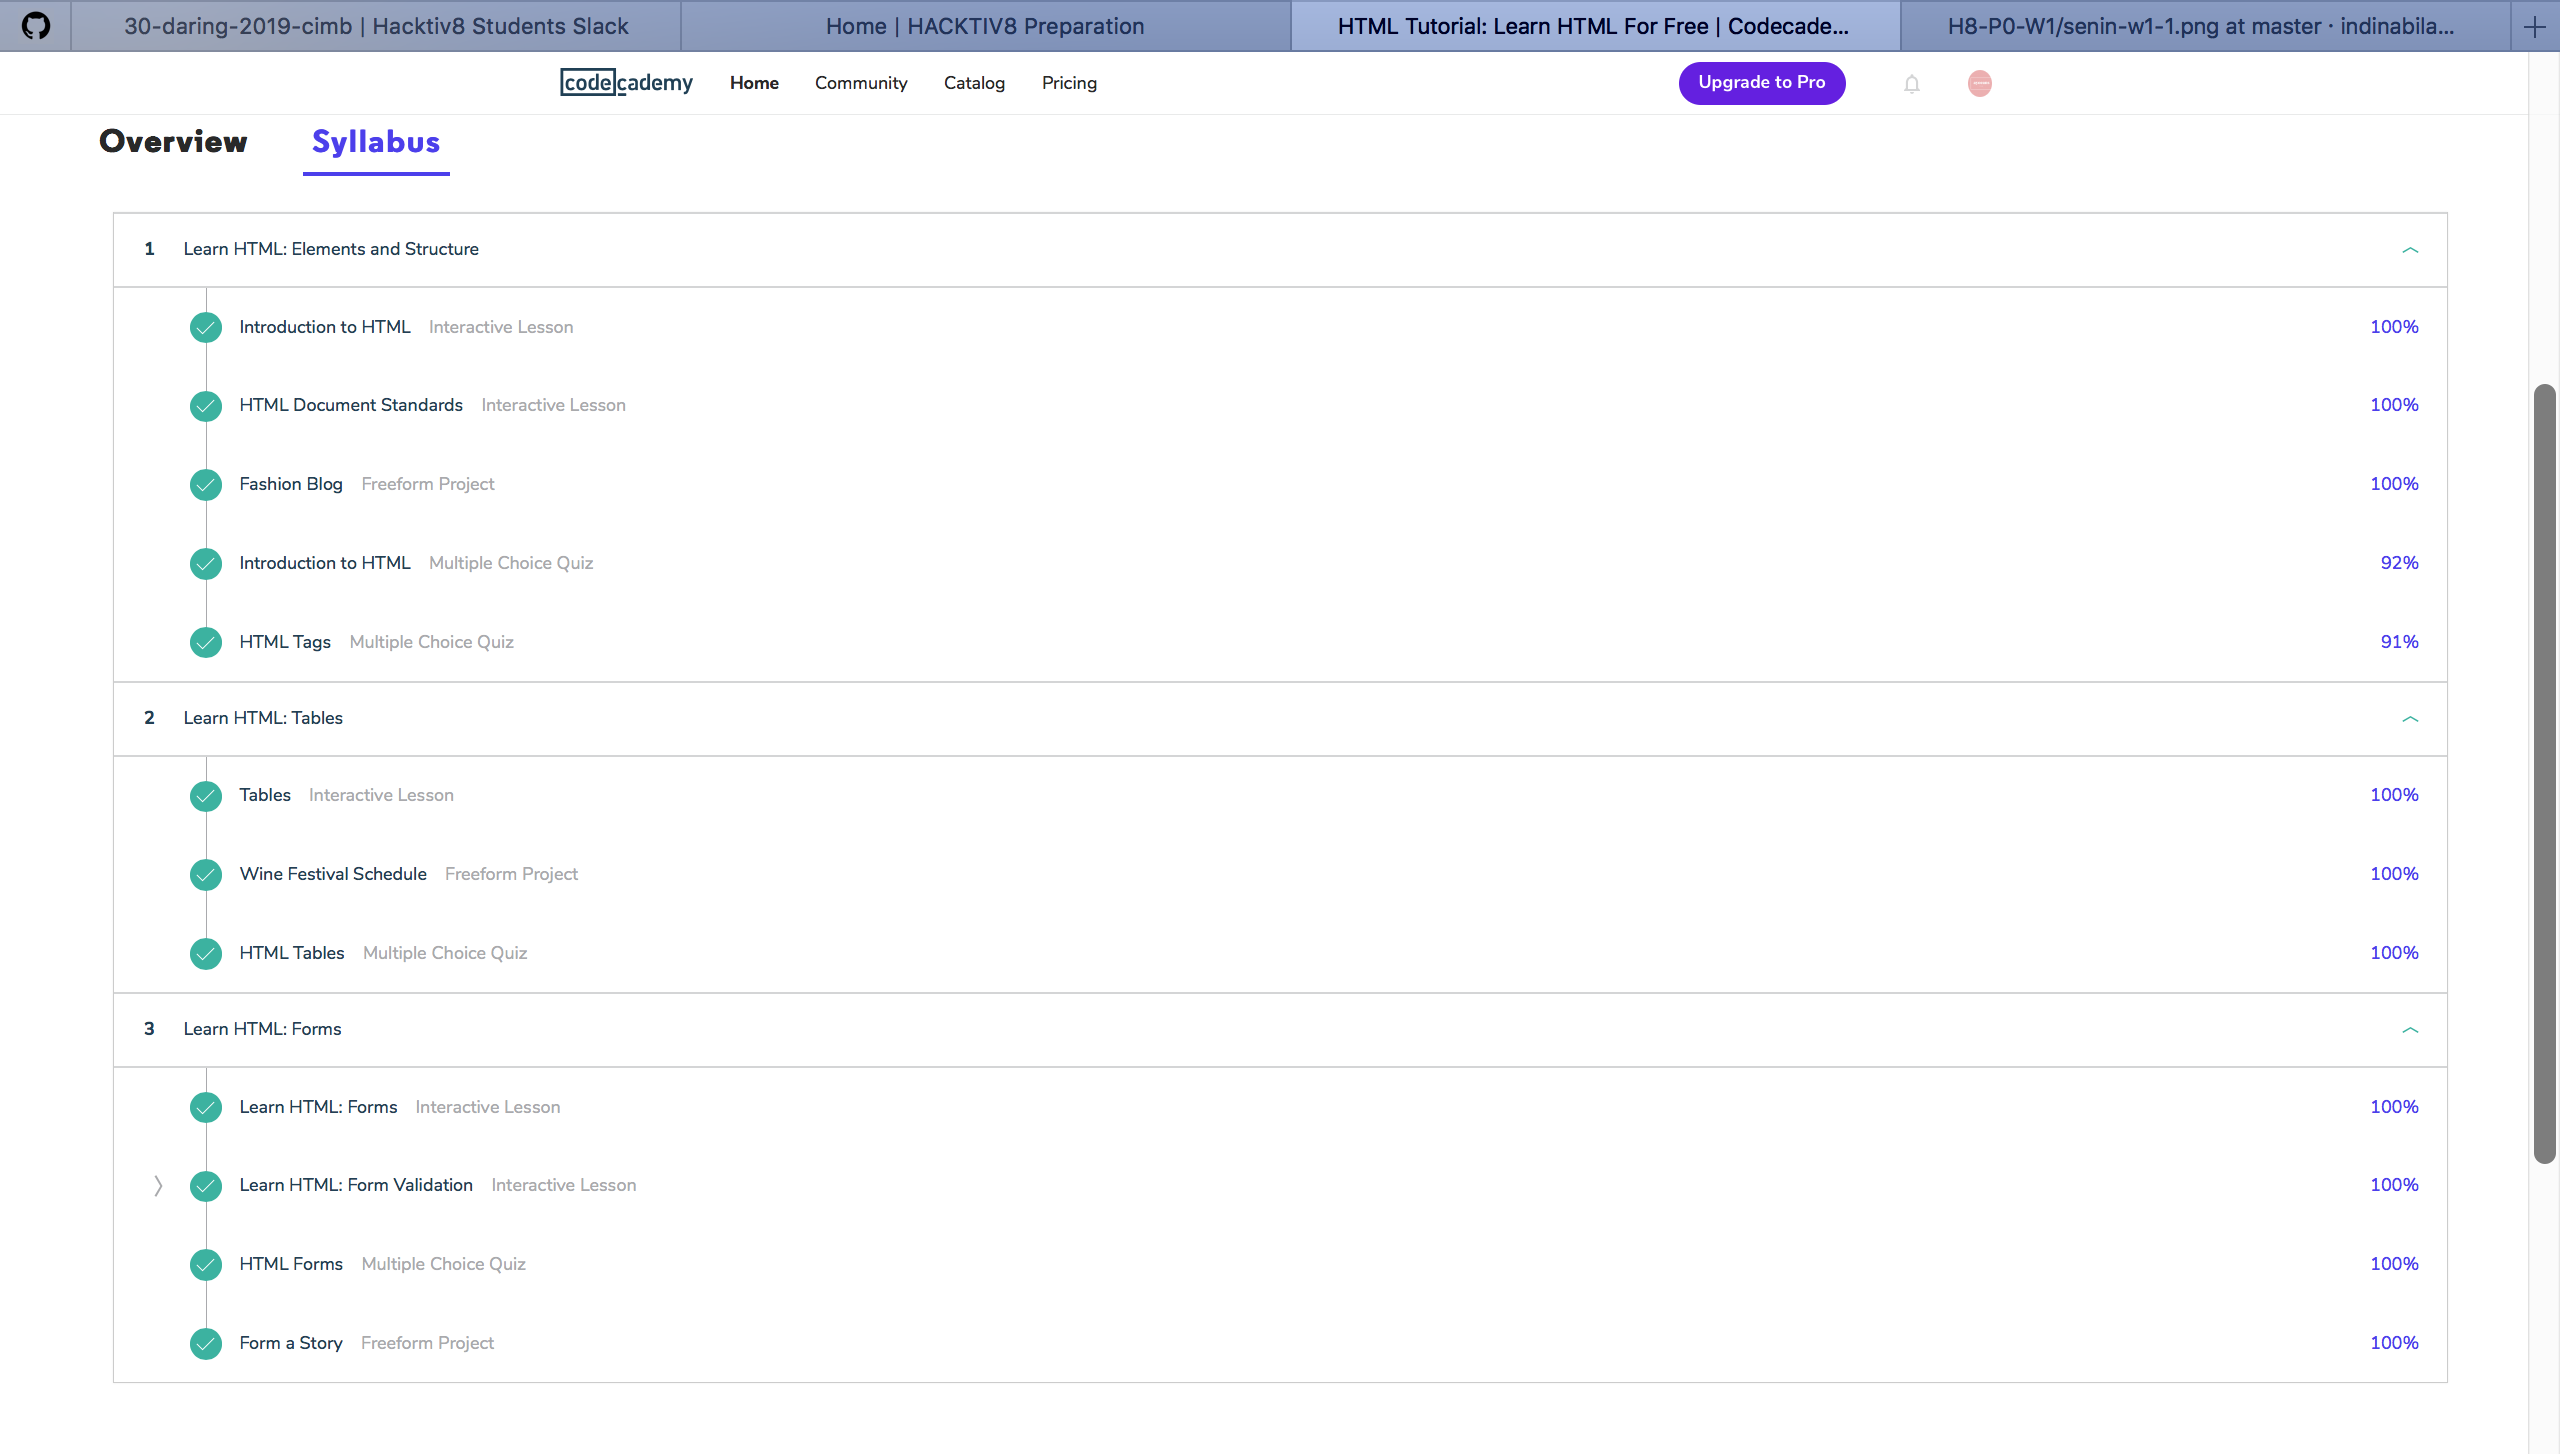 30-daring-2019-cimb | Hacktiv8 Students Slack
Home | HACKTIV8 Preparation
HTML Tutorial: Learn HTML For Free | Codecade...
H8-P0-W1/senin-w1-1.png at master · indinabila...
codecademy
Home
Community
Catalog
Pricing
Upgrade to Pro
Overview
Syllabus
1 Learn HTML: Elements and Structure
Introduction to HTML Interactive Lesson 100%
HTML Document Standards Interactive Lesson 100%
Fashion Blog Freeform Project 100%
Introduction to HTML Multiple Choice Quiz 92%
HTML Tags Multiple Choice Quiz 91%
2 Learn HTML: Tables
Tables Interactive Lesson 100%
Wine Festival Schedule Freeform Project 100%
HTML Tables Multiple Choice Quiz 100%
3 Learn HTML: Forms
Learn HTML: Forms Interactive Lesson 100%
Learn HTML: Form Validation Interactive Lesson 100%
HTML Forms Multiple Choice Quiz 100%
Form a Story Freeform Project 100%